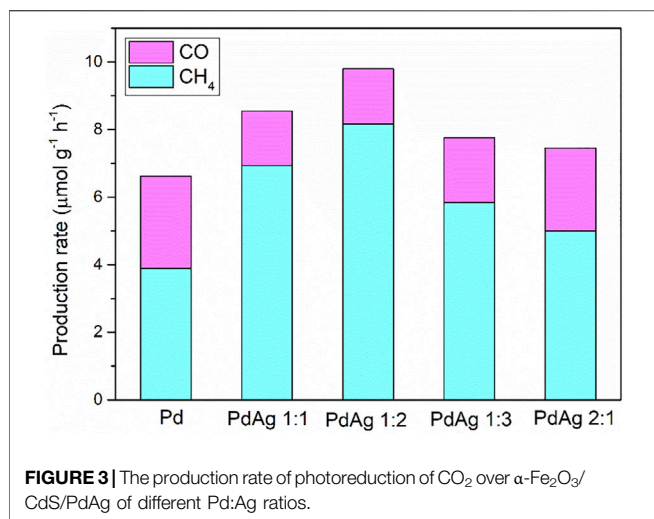 CO
CH₄
Production rate (μmol g⁻¹ h⁻¹)
10
8
6
4
2
0
Pd PdAg 1:1 PdAg 1:2 PdAg 1:3 PdAg 2:1
FIGURE 3 | The production rate of photoreduction of CO₂ over α-Fe₂O₃/
CdS/PdAg of different Pd:Ag ratios.